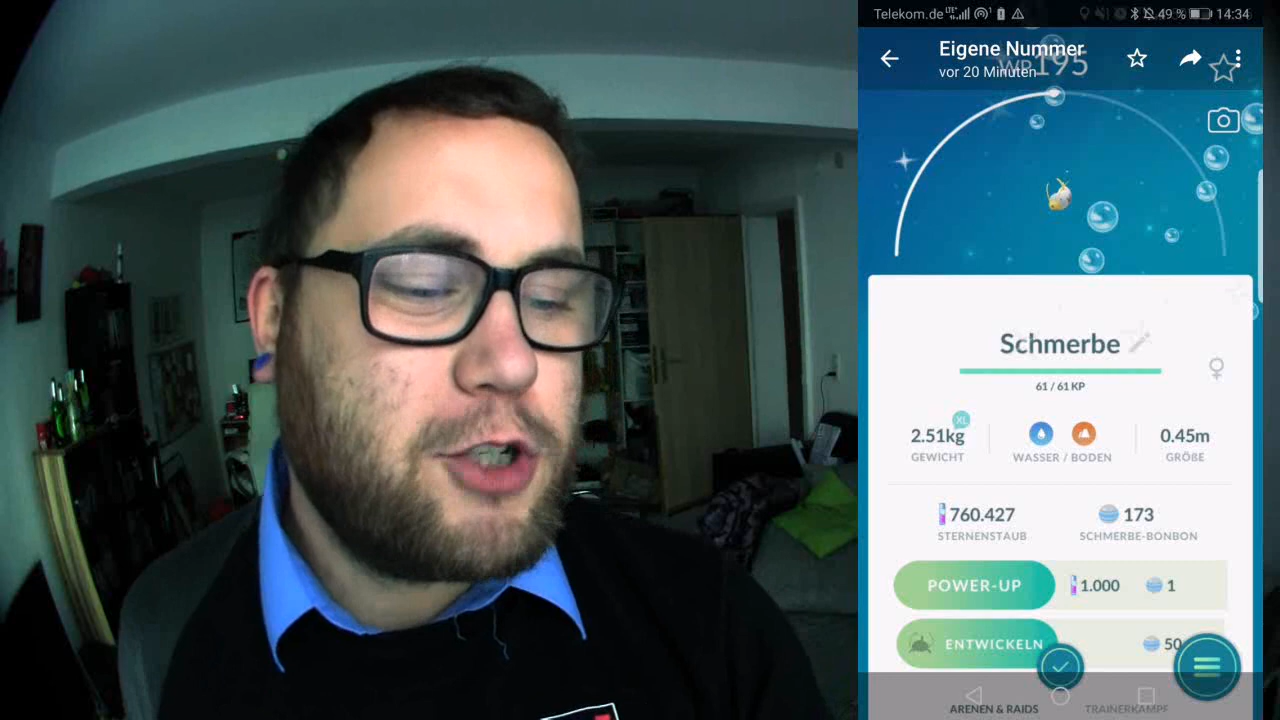 Telekom.de LTE 49 % 14:34
Eigene Nummer
vor 20 Minuten
WP195
Schmerbe
61 / 61 KP
XL
2.51kg
GEWICHT
WASSER / BODEN
0.45m
GRÖßE
760.427
STERNENSTAUB
173
SCHMERBE-BONBON
POWER-UP
1.000
1
ENTWICKELN
50
ARENEN & RAIDS
TRAINERKAMPF